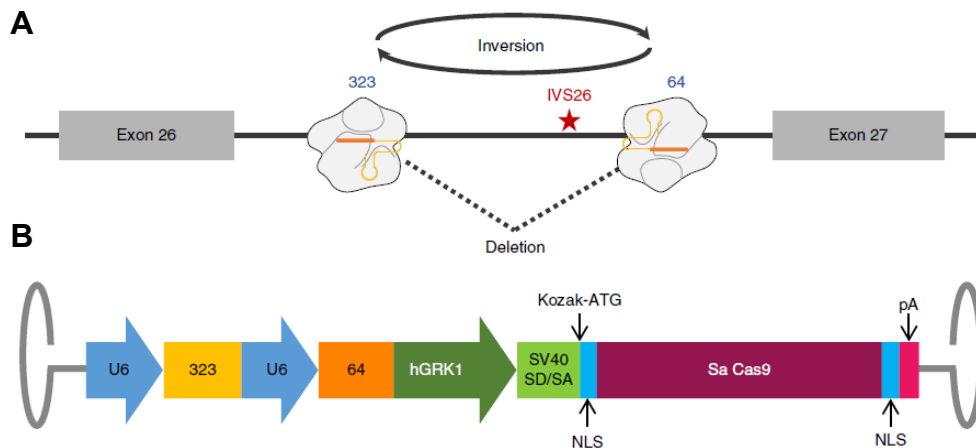 A
Inversion
323
IVS26
64
Exon 26
Exon 27
Deletion
B
Kozak-ATG
pA
U6
323
U6
64
hGRK1
SV40
SD/SA
Sa Cas9
NLS
NLS